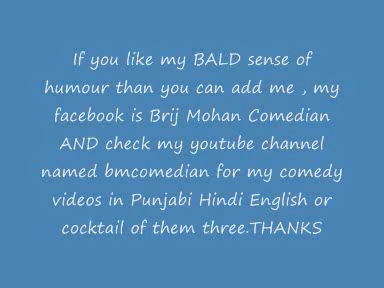 If you like my BALD sense of
humour than you can add me , my
facebook is Brij Mohan Comedian
AND check my youtube channel
named bmcomedian for my comedy
videos in Punjabi Hindi English or
cocktail of them three.THANKS